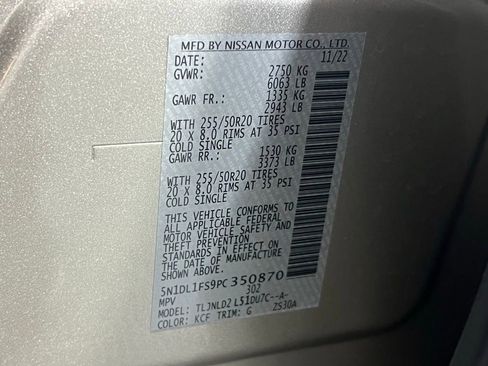 MFD BY NISSAN MOTOR CO., LTD.
DATE: 11/22
GVWR: 2750 KG
6063 LB
GAWR FR.: 1335 KG
2943 LB
WITH 255/50R20 TIRES
20 X 8.0 RIMS AT 35 PSI
COLD SINGLE
GAWR RR.: 1530 KG
3373 LB
WITH 255/50R20 TIRES
20 X 8.0 RIMS AT 35 PSI
COLD SINGLE
THIS VEHICLE CONFORMS TO
ALL APPLICABLE FEDERAL
MOTOR VEHICLE SAFETY AND
THEFT PREVENTION
STANDARDS IN EFFECT ON
THE DATE OF MANUFACTURE
SHOWN ABOVE.
5N1DL1FS9PC350870
MPV 302
MODEL: TLJNLD2 L51DU7C--A-
COLOR: KCF TRIM: G ZS30A